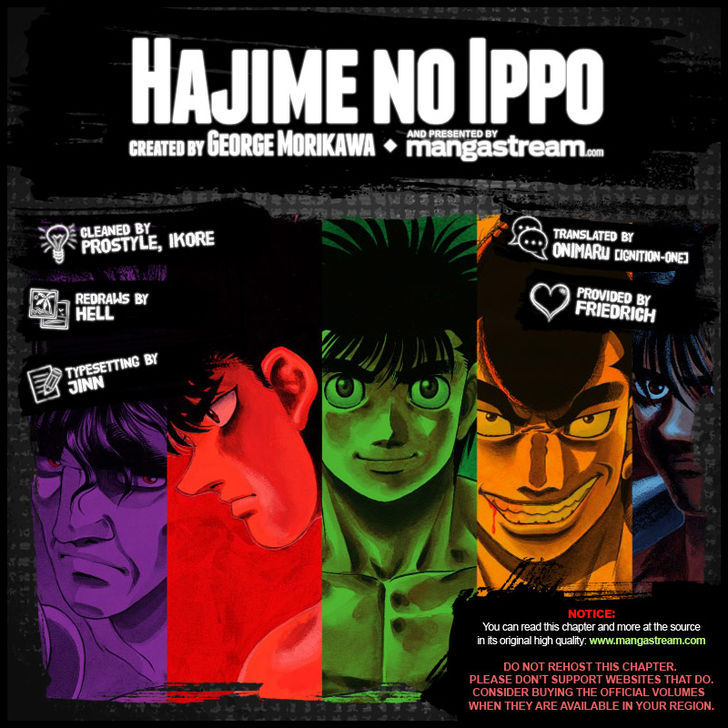 HAJIME NO IPPO
CREATED BY GEORGE MORIKAWA ◆ AND PRESENTED BY mangastream.com
CLEANED BY
PROSTYLE, IKORE
REDRAWS BY
HELL
TYPESETTING BY
JINN
TRANSLATED BY
ONIMARU [IGNITION-ONE]
PROVIDED BY
FRIEDRICH
NOTICE:
You can read this chapter and more at the source
in its original high quality: www.mangastream.com
DO NOT REHOST THIS CHAPTER.
PLEASE DON'T SUPPORT WEBSITES THAT DO.
CONSIDER BUYING THE OFFICIAL VOLUMES
WHEN THEY ARE AVAILABLE IN YOUR REGION.